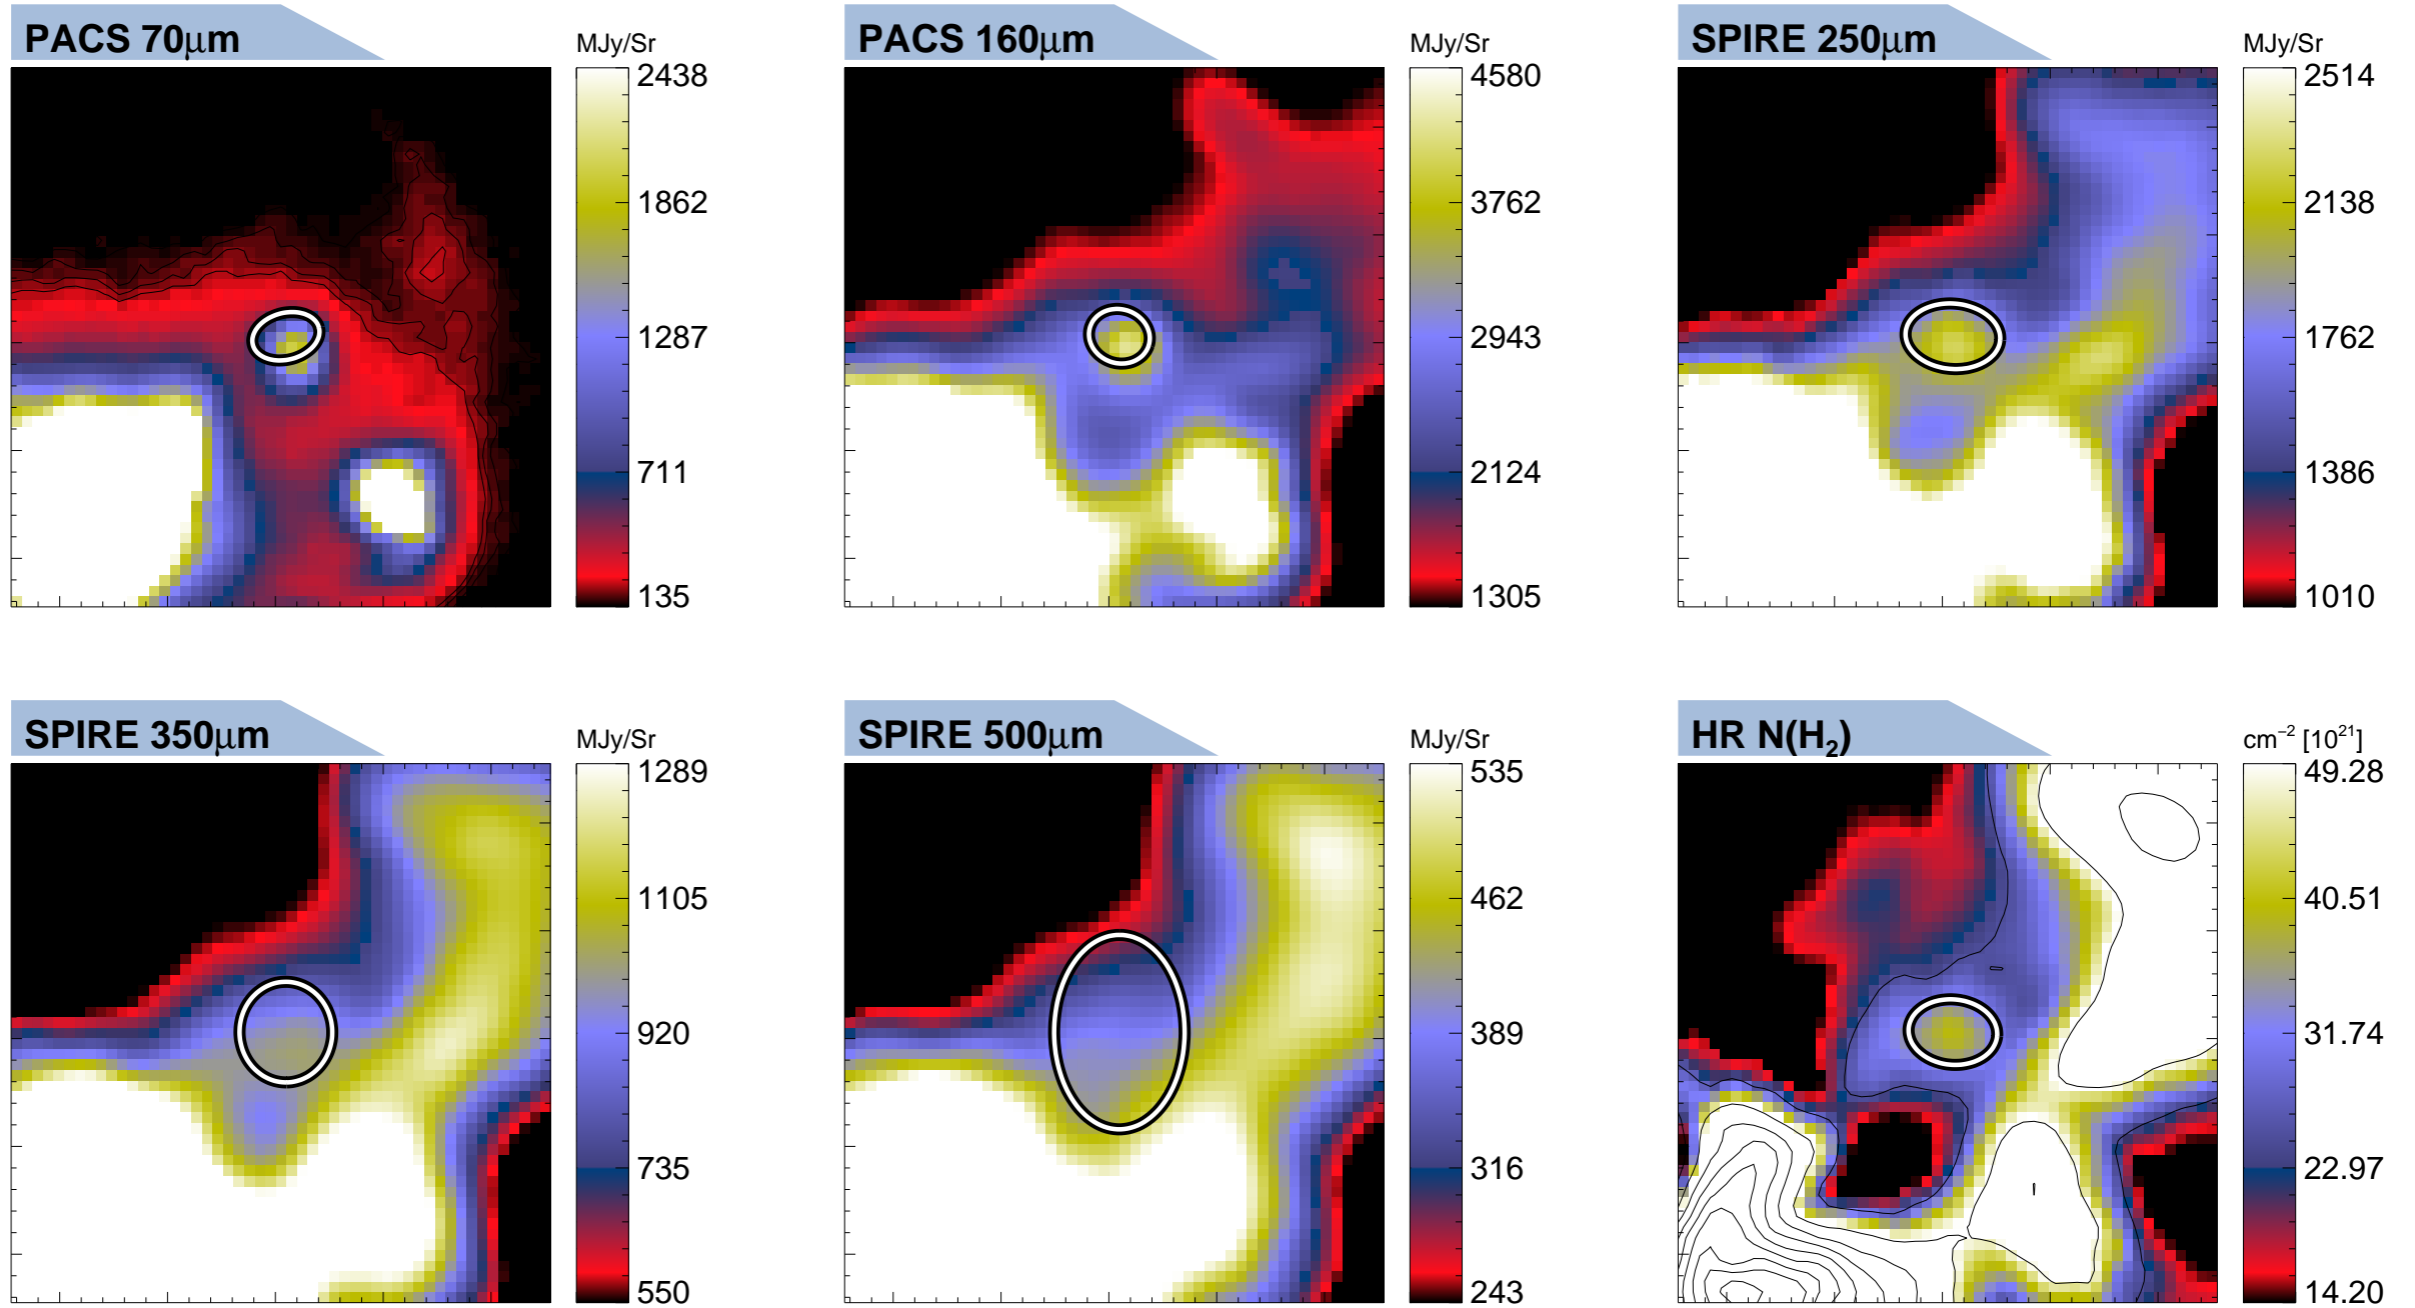 PACS 70μm
MJy/Sr
2438
1862
1287
711
135
PACS 160μm
MJy/Sr
4580
3762
2943
2124
1305
SPIRE 250μm
MJy/Sr
2514
2138
1762
1386
1010
SPIRE 350μm
MJy/Sr
1289
1105
920
735
550
SPIRE 500μm
MJy/Sr
535
462
389
316
243
HR N(H₂)
cm⁻² [10²¹]
49.28
40.51
31.74
22.97
14.20